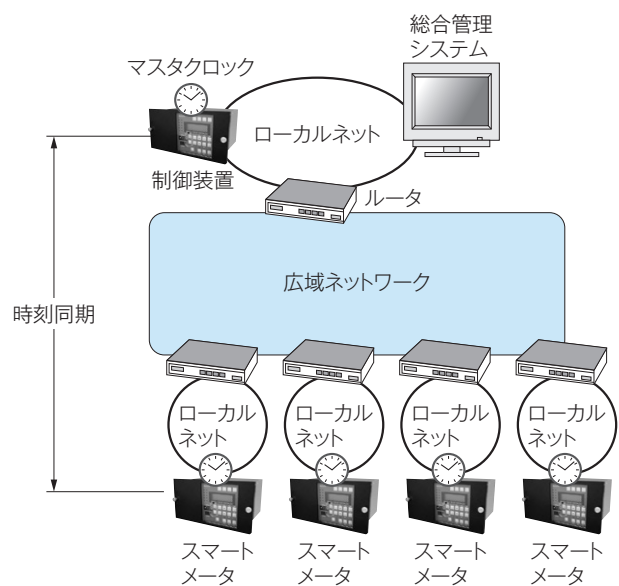 総合管理
システム
マスタクロック
ローカルネット
制御装置
ルータ
広域ネットワーク
時刻同期
ローカル
ネット
ローカル
ネット
ローカル
ネット
ローカル
ネット
スマート
メータ
スマート
メータ
スマート
メータ
スマート
メータ